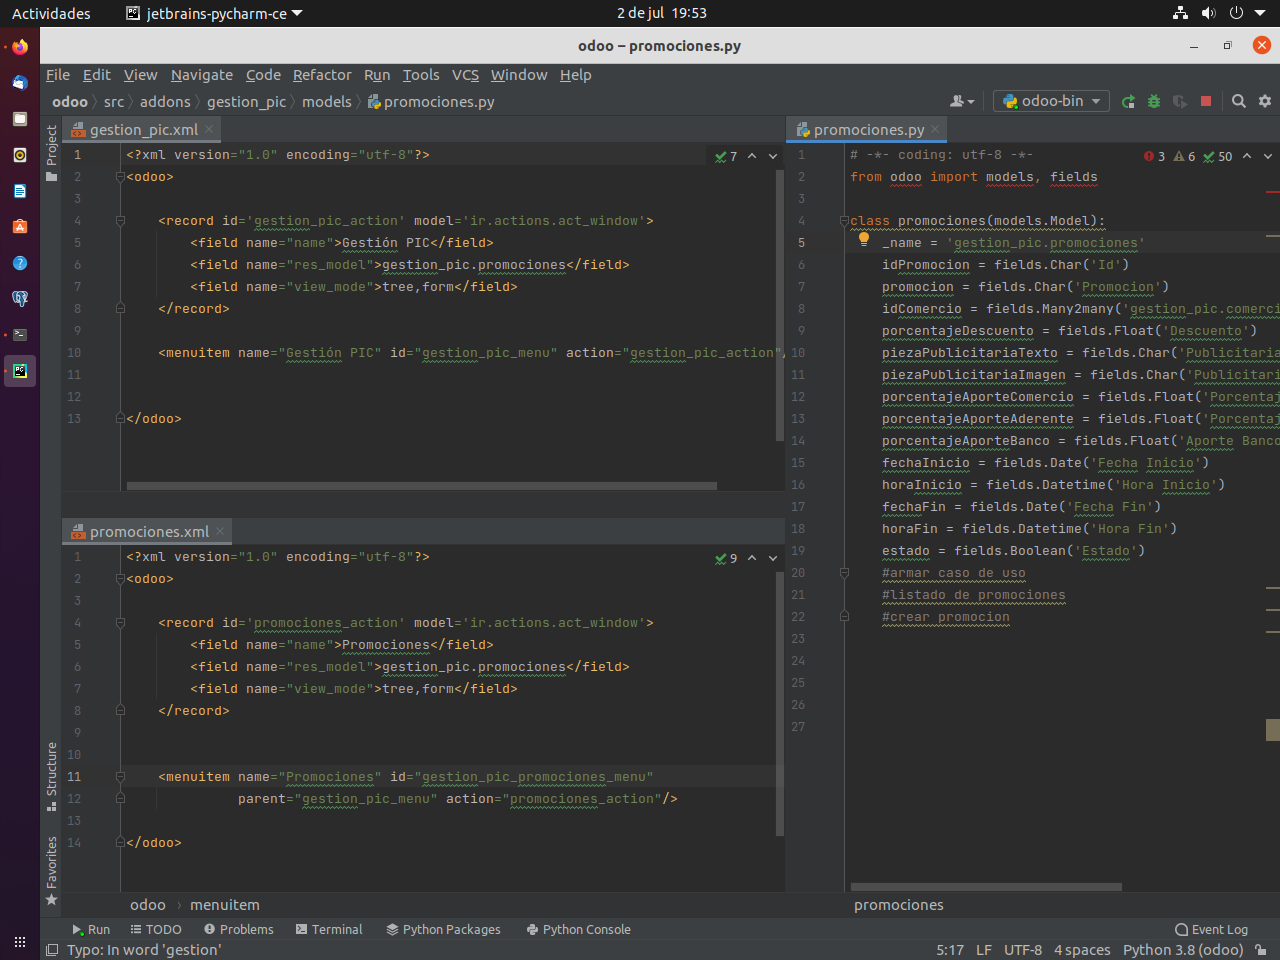 Actividades
jetbrains-pycharm-ce
2 de jul 19:53
odoo – promociones.py
File Edit View Navigate Code Refactor Run Tools VCS Window Help
odoo src addons gestion_pic models promociones.py
odoo-bin
Project
Structure
Favorites
gestion_pic.xml
7
1 <?xml version="1.0" encoding="utf-8"?>
2 <odoo>
3
4 <record id='gestion_pic_action' model='ir.actions.act_window'>
5 <field name="name">Gestión PIC</field>
6 <field name="res_model">gestion_pic.promociones</field>
7 <field name="view_mode">tree,form</field>
8 </record>
9
10 <menuitem name="Gestión PIC" id="gestion_pic_menu" action="gestion_pic_action"/
11
12
13 </odoo>
promociones.xml
9
1 <?xml version="1.0" encoding="utf-8"?>
2 <odoo>
3
4 <record id='promociones_action' model='ir.actions.act_window'>
5 <field name="name">Promociones</field>
6 <field name="res_model">gestion_pic.promociones</field>
7 <field name="view_mode">tree,form</field>
8 </record>
9
10
11 <menuitem name="Promociones" id="gestion_pic_promociones_menu"
12 parent="gestion_pic_menu" action="promociones_action"/>
13
14 </odoo>
odoo menuitem
promociones.py
3 6 50
1 # -*- coding: utf-8 -*-
2 from odoo import models, fields
3
4 class promociones(models.Model):
5 _name = 'gestion_pic.promociones'
6 idPromocion = fields.Char('Id')
7 promocion = fields.Char('Promocion')
8 idComercio = fields.Many2many('gestion_pic.comerci
9 porcentajeDescuento = fields.Float('Descuento')
10 piezaPublicitariaTexto = fields.Char('Publicitaria
11 piezaPublicitariaImagen = fields.Char('Publicitari
12 porcentajeAporteComercio = fields.Float('Porcentaj
13 porcentajeAporteAderente = fields.Float('Porcentaj
14 porcentajeAporteBanco = fields.Float('Aporte Banco
15 fechaInicio = fields.Date('Fecha Inicio')
16 horaInicio = fields.Datetime('Hora Inicio')
17 fechaFin = fields.Date('Fecha Fin')
18 horaFin = fields.Datetime('Hora Fin')
19 estado = fields.Boolean('Estado')
20 #armar caso de uso
21 #listado de promociones
22 #crear promocion
23
24
25
26
27
promociones
Run TODO Problems Terminal Python Packages Python Console Event Log
Typo: In word 'gestion' 5:17 LF UTF-8 4 spaces Python 3.8 (odoo)